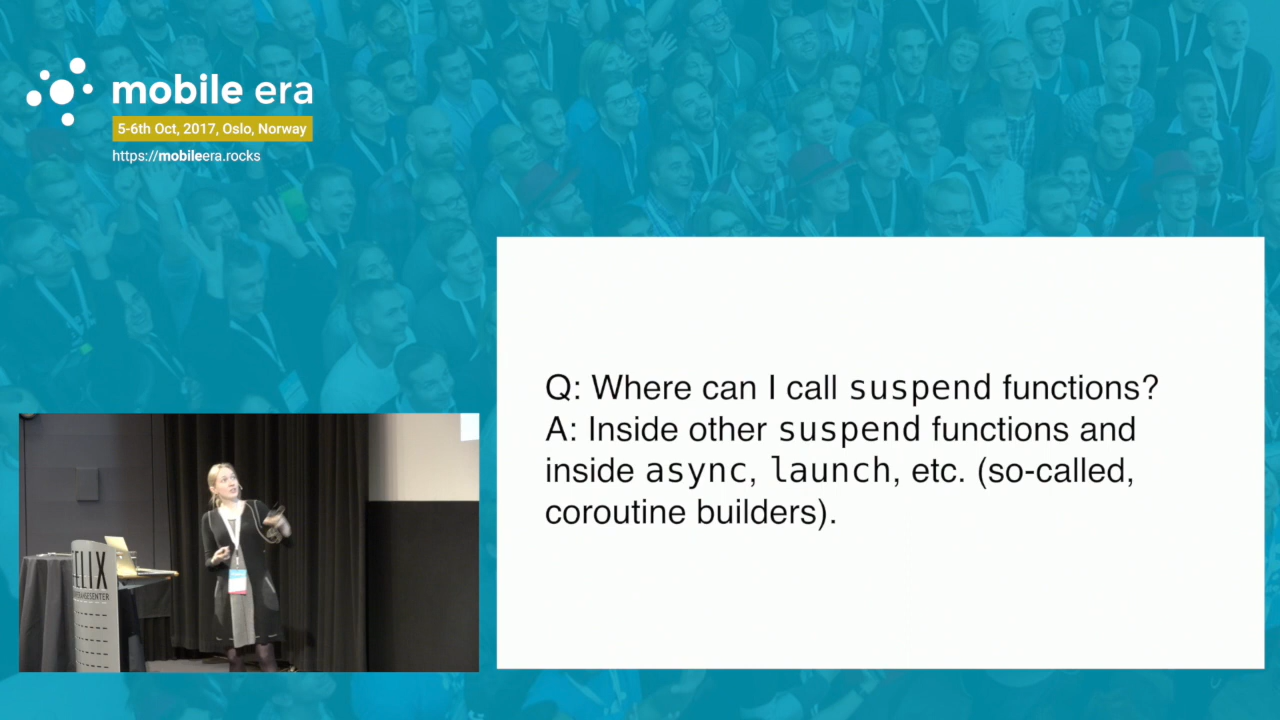 mobile era
5-6th Oct, 2017, Oslo, Norway
https://mobileera.rocks
Q: Where can I call suspend functions?
A: Inside other suspend functions and
inside async, launch, etc. (so-called,
coroutine builders).